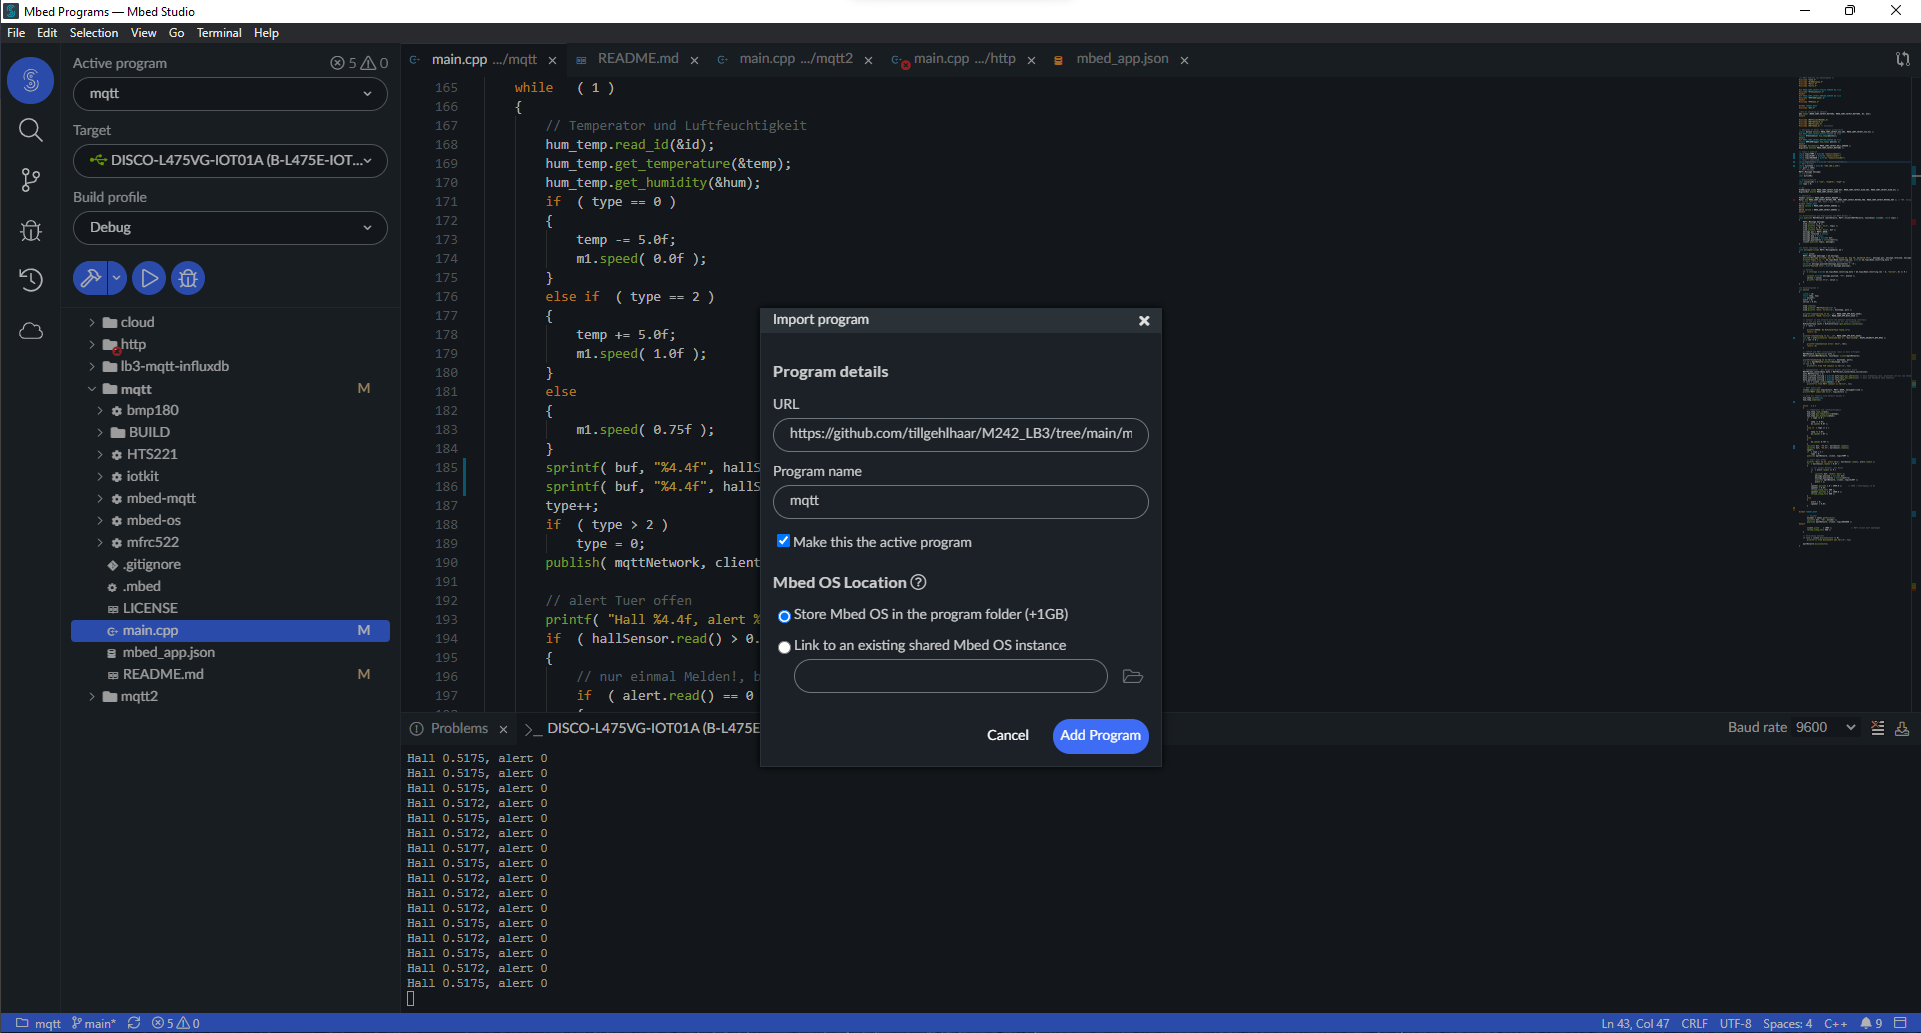 Mbed Programs — Mbed Studio
File Edit Selection View Go Terminal Help
Active program 5 0
mqtt
Target
DISCO-L475VG-IOT01A (B-L475E-IOT...
Build profile
Debug
cloud
http
lb3-mqtt-influxdb
mqtt M
bmp180
BUILD
HTS221
iotkit
mbed-mqtt
mbed-os
mfrc522
.gitignore
.mbed
LICENSE
main.cpp M
mbed_app.json
README.md M
mqtt2
main.cpp .../mqtt README.md main.cpp .../mqtt2 main.cpp .../http mbed_app.json
165 while ( 1 )
166 {
167 // Temperator und Luftfeuchtigkeit
168 hum_temp.read_id(&id);
169 hum_temp.get_temperature(&temp);
170 hum_temp.get_humidity(&hum);
171 if ( type == 0 )
172 {
173 temp -= 5.0f;
174 m1.speed( 0.0f );
175 }
176 else if ( type == 2 )
177 {
178 temp += 5.0f;
179 m1.speed( 1.0f );
180 }
181 else
182 {
183 m1.speed( 0.75f );
184 }
185 sprintf( buf, "%4.4f", hallS
186 sprintf( buf, "%4.4f", hallS
187 type++;
188 if ( type > 2 )
189 type = 0;
190 publish( mqttNetwork, client
191
192 // alert Tuer offen
193 printf( "Hall %4.4f, alert %
194 if ( hallSensor.read() > 0.
195 {
196 // nur einmal Melden!, b
197 if ( alert.read() == 0
Import program
Program details
URL
https://github.com/tillgehlhaar/M242_LB3/tree/main/m
Program name
mqtt
Make this the active program
Mbed OS Location
Store Mbed OS in the program folder (+1GB)
Link to an existing shared Mbed OS instance
Cancel Add Program
Problems DISCO-L475VG-IOT01A (B-L475E Baud rate 9600
Hall 0.5175, alert 0
Hall 0.5175, alert 0
Hall 0.5175, alert 0
Hall 0.5172, alert 0
Hall 0.5175, alert 0
Hall 0.5172, alert 0
Hall 0.5177, alert 0
Hall 0.5175, alert 0
Hall 0.5172, alert 0
Hall 0.5172, alert 0
Hall 0.5172, alert 0
Hall 0.5175, alert 0
Hall 0.5172, alert 0
Hall 0.5175, alert 0
Hall 0.5172, alert 0
Hall 0.5175, alert 0
mqtt main* 5 0 Ln 43, Col 47 CRLF UTF-8 Spaces: 4 C++ 9